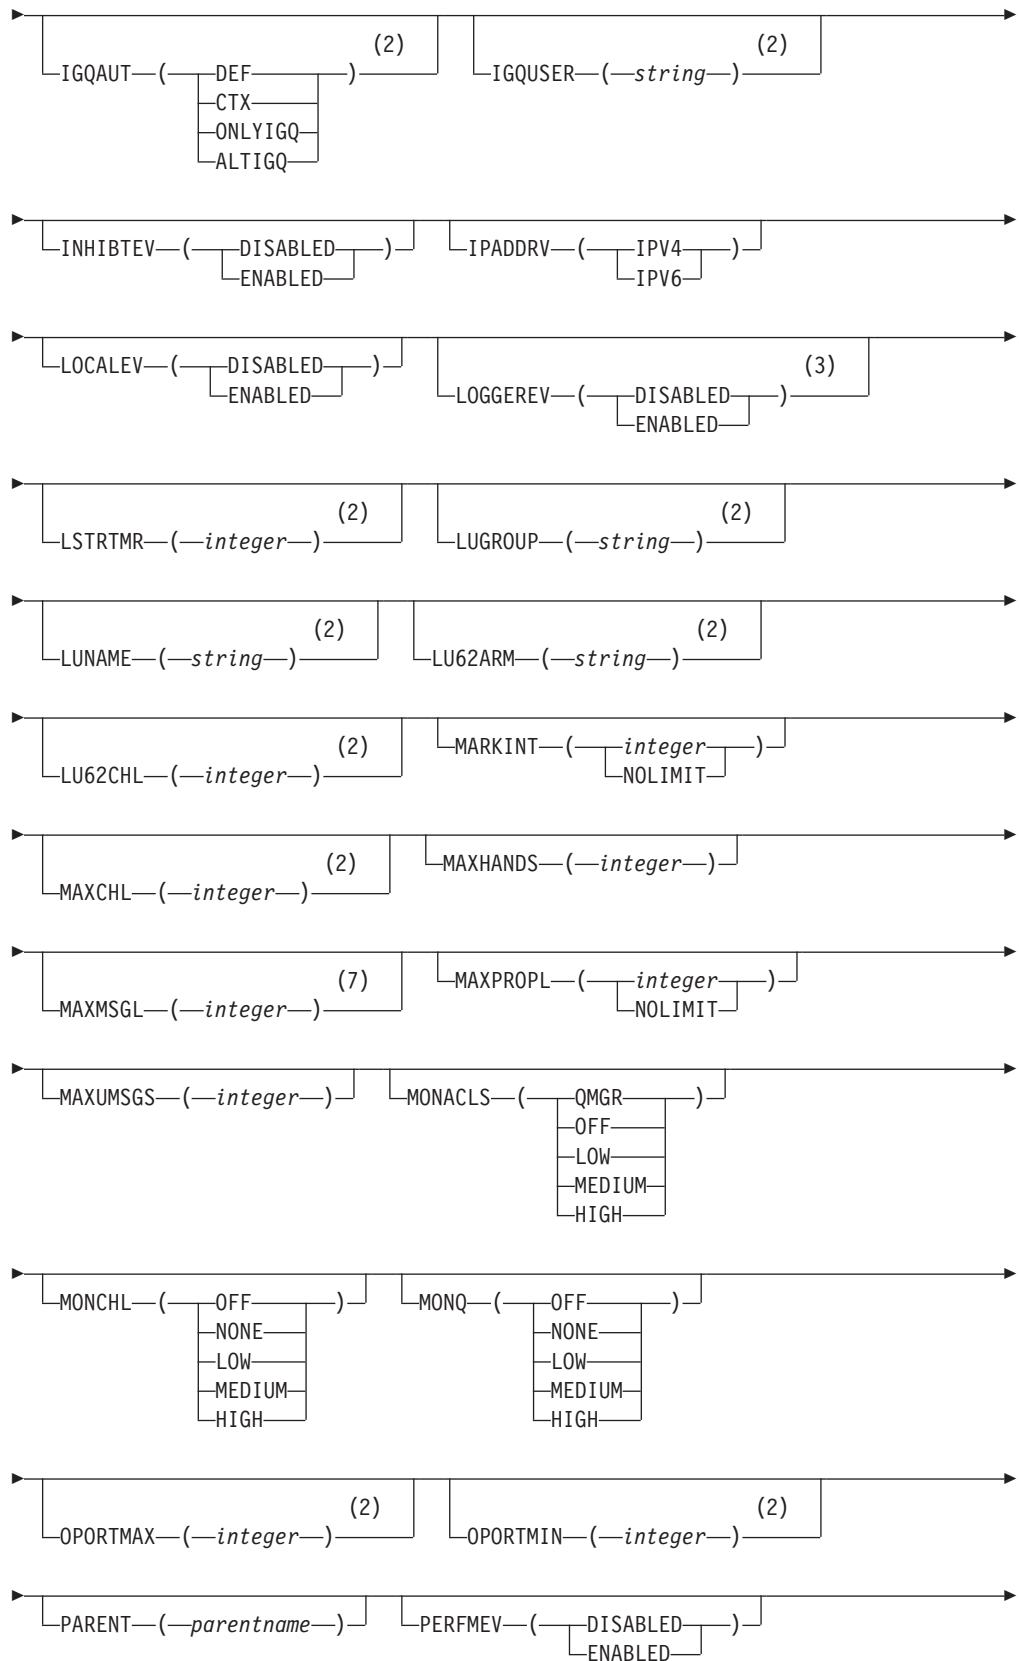 (2) (2)
IGQAUT ( DEF ) IGQUSER ( string )
CTX
ONLYIGQ
ALTIGQ
INHIBTEV ( DISABLED ) IPADDRV ( IPV4 )
ENABLED IPV6
LOCALEV ( DISABLED ) (3)
ENABLED LOGGEREV ( DISABLED )
ENABLED
(2) (2)
LSTRTMR ( integer ) LUGROUP ( string )
(2) (2)
LUNAME ( string ) LU62ARM ( string )
(2) MARKINT ( integer )
LU62CHL ( integer ) NOLIMIT
(2) MAXHANDS ( integer )
MAXCHL ( integer )
(7) MAXPROPL ( integer )
MAXMSGL ( integer ) NOLIMIT
MAXUMSGS ( integer ) MONACLS ( QMGR )
OFF
LOW
MEDIUM
HIGH
MONCHL ( OFF ) MONQ ( OFF )
NONE NONE
LOW LOW
MEDIUM MEDIUM
HIGH HIGH
(2) (2)
OPORTMAX ( integer ) OPORTMIN ( integer )
PARENT ( parentname ) PERFMEV ( DISABLED )
ENABLED